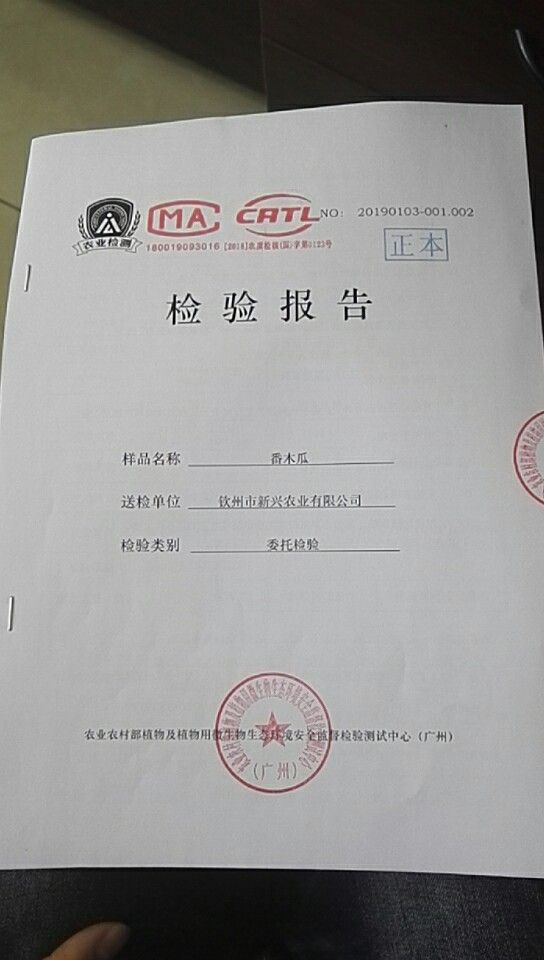 农业检测
MA
CATL
NO: 20190103-001.002
180019093016
[2018]农质检核(国)字第0123号
正本
检验报告
样品名称 番木瓜
送检单位 钦州市新兴农业有限公司
检验类别 委托检验
农业农村部植物及植物用微生物生态环境安全监督检验测试中心（广州）
(广州)